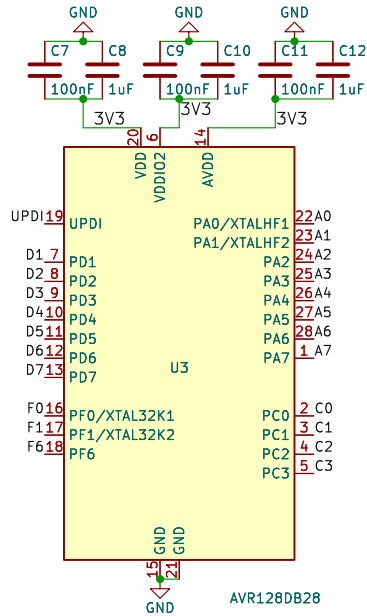 GND GND GND
C7 C8 C9 C10 C11 C12
100nF 1uF 100nF 1uF 100nF 1uF
3V3 3V3 3V3
20 6 14
VDD VDDIO2 AVDD
UPDI 19 UPDI PA0/XTALHF1 22 A0
PA1/XTALHF2 23 A1
D1 7 PD1 PA2 24 A2
D2 8 PD2 PA3 25 A3
D3 9 PD3 PA4 26 A4
D4 10 PD4 PA5 27 A5
D5 11 PD5 PA6 28 A6
D6 12 PD6 PA7 1 A7
D7 13 PD7
U3
F0 16 PF0/XTAL32K1 PC0 2 C0
F1 17 PF1/XTAL32K2 PC1 3 C1
F6 18 PF6 PC2 4 C2
PC3 5 C3
GND GND
15 21
AVR128DB28
GND